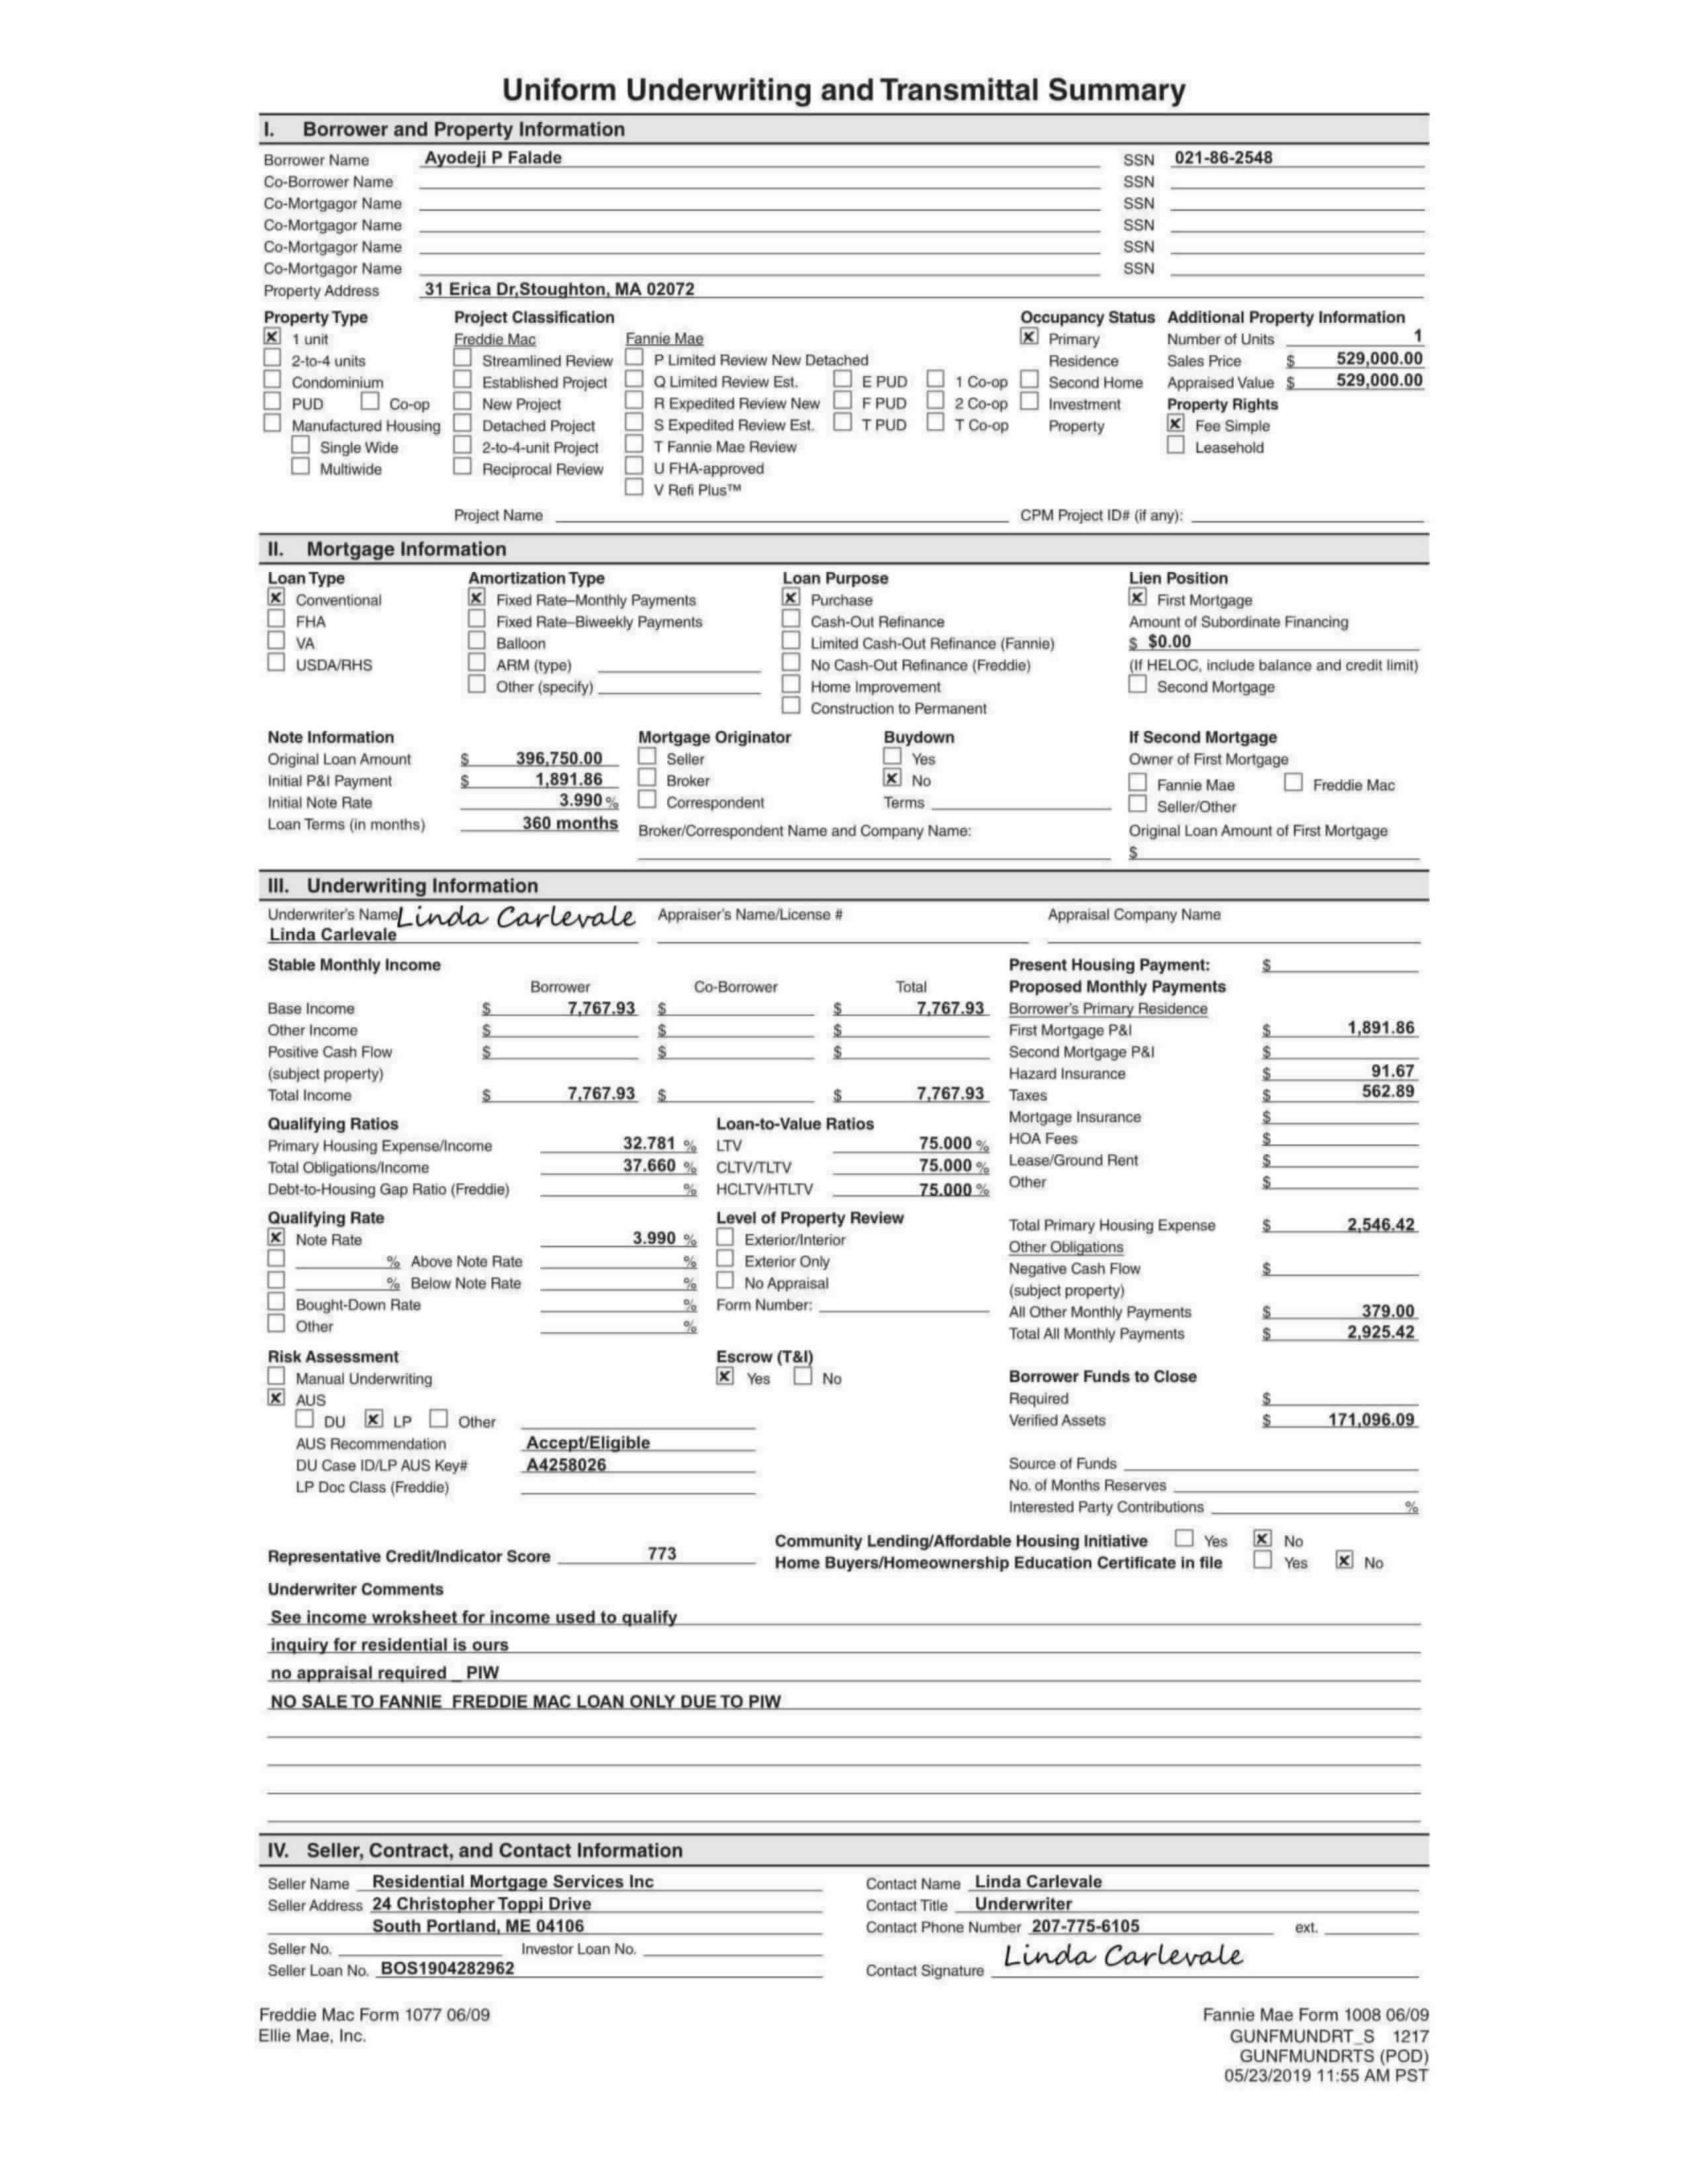 Uniform Underwriting and Transmittal Summary
I. Borrower and Property Information
Borrower Name Ayodeji P Falade SSN 021-86-2548
Co-Borrower Name SSN
Co-Mortgagor Name SSN
Co-Mortgagor Name SSN
Co-Mortgagor Name SSN
Co-Mortgagor Name SSN
Property Address 31 Erica Dr,Stoughton, MA 02072
Property Type Project Classification Occupancy Status Additional Property Information
1 unit Freddie Mac Fannie Mae Primary Number of Units 1
2-to-4 units Streamlined Review P Limited Review New Detached Residence Sales Price $ 529,000.00
Condominium Established Project Q Limited Review Est. E PUD 1 Co-op Second Home Appraised Value $ 529,000.00
PUD Co-op New Project R Expedited Review New F PUD 2 Co-op Investment Property Rights
Manufactured Housing Detached Project S Expedited Review Est. T PUD T Co-op Property Fee Simple
Single Wide 2-to-4-unit Project T Fannie Mae Review Leasehold
Multiwide Reciprocal Review U FHA-approved
V Refi Plus™
Project Name CPM Project ID# (if any):
II. Mortgage Information
Loan Type Amortization Type Loan Purpose Lien Position
Conventional Fixed Rate–Monthly Payments Purchase First Mortgage
FHA Fixed Rate–Biweekly Payments Cash-Out Refinance Amount of Subordinate Financing
VA Balloon Limited Cash-Out Refinance (Fannie) $ $0.00
USDA/RHS ARM (type) No Cash-Out Refinance (Freddie) (If HELOC, include balance and credit limit)
Other (specify) Home Improvement Second Mortgage
Construction to Permanent
Note Information Mortgage Originator Buydown If Second Mortgage
Original Loan Amount $ 396,750.00 Seller Yes Owner of First Mortgage
Initial P&I Payment $ 1,891.86 Broker No Fannie Mae Freddie Mac
Initial Note Rate 3.990 % Correspondent Terms Seller/Other
Loan Terms (in months) 360 months Broker/Correspondent Name and Company Name: Original Loan Amount of First Mortgage
$
III. Underwriting Information
Underwriter's Name Linda Carlevale Appraiser's Name/License # Appraisal Company Name
Linda Carlevale
Stable Monthly Income Present Housing Payment: $
Borrower Co-Borrower Total Proposed Monthly Payments
Base Income $ 7,767.93 $ $ 7,767.93 Borrower's Primary Residence
Other Income $ $ $ First Mortgage P&I $ 1,891.86
Positive Cash Flow $ $ $ Second Mortgage P&I $
(subject property) Hazard Insurance $ 91.67
Total Income $ 7,767.93 $ $ 7,767.93 Taxes $ 562.89
Qualifying Ratios Loan-to-Value Ratios Mortgage Insurance $
Primary Housing Expense/Income 32.781 % LTV 75.000 % HOA Fees $
Total Obligations/Income 37.660 % CLTV/TLTV 75.000 % Lease/Ground Rent $
Debt-to-Housing Gap Ratio (Freddie) % HCLTV/HTLTV 75.000 % Other $
Qualifying Rate Level of Property Review Total Primary Housing Expense $ 2,546.42
Note Rate 3.990 % Exterior/Interior Other Obligations
% Above Note Rate % Exterior Only Negative Cash Flow $
% Below Note Rate % No Appraisal (subject property)
Bought-Down Rate % Form Number: All Other Monthly Payments $ 379.00
Other % Total All Monthly Payments $ 2,925.42
Risk Assessment Escrow (T&I)
Manual Underwriting Yes No Borrower Funds to Close
AUS Required $
DU LP Other Verified Assets $ 171,096.09
AUS Recommendation Accept/Eligible
DU Case ID/LP AUS Key# A4258026 Source of Funds
LP Doc Class (Freddie) No. of Months Reserves
Interested Party Contributions %
Community Lending/Affordable Housing Initiative Yes No
Representative Credit/Indicator Score 773 Home Buyers/Homeownership Education Certificate in file Yes No
Underwriter Comments
See income wroksheet for income used to qualify
inquiry for residential is ours
no appraisal required _ PIW
NO SALE TO FANNIE FREDDIE MAC LOAN ONLY DUE TO PIW
IV. Seller, Contract, and Contact Information
Seller Name Residential Mortgage Services Inc Contact Name Linda Carlevale
Seller Address 24 Christopher Toppi Drive Contact Title Underwriter
South Portland, ME 04106 Contact Phone Number 207-775-6105 ext.
Seller No. Investor Loan No. Linda Carlevale
Seller Loan No. BOS1904282962 Contact Signature
Freddie Mac Form 1077 06/09 Fannie Mae Form 1008 06/09
Ellie Mae, Inc. GUNFMUNDRT_S 1217
GUNFMUNDRTS (POD)
05/23/2019 11:55 AM PST